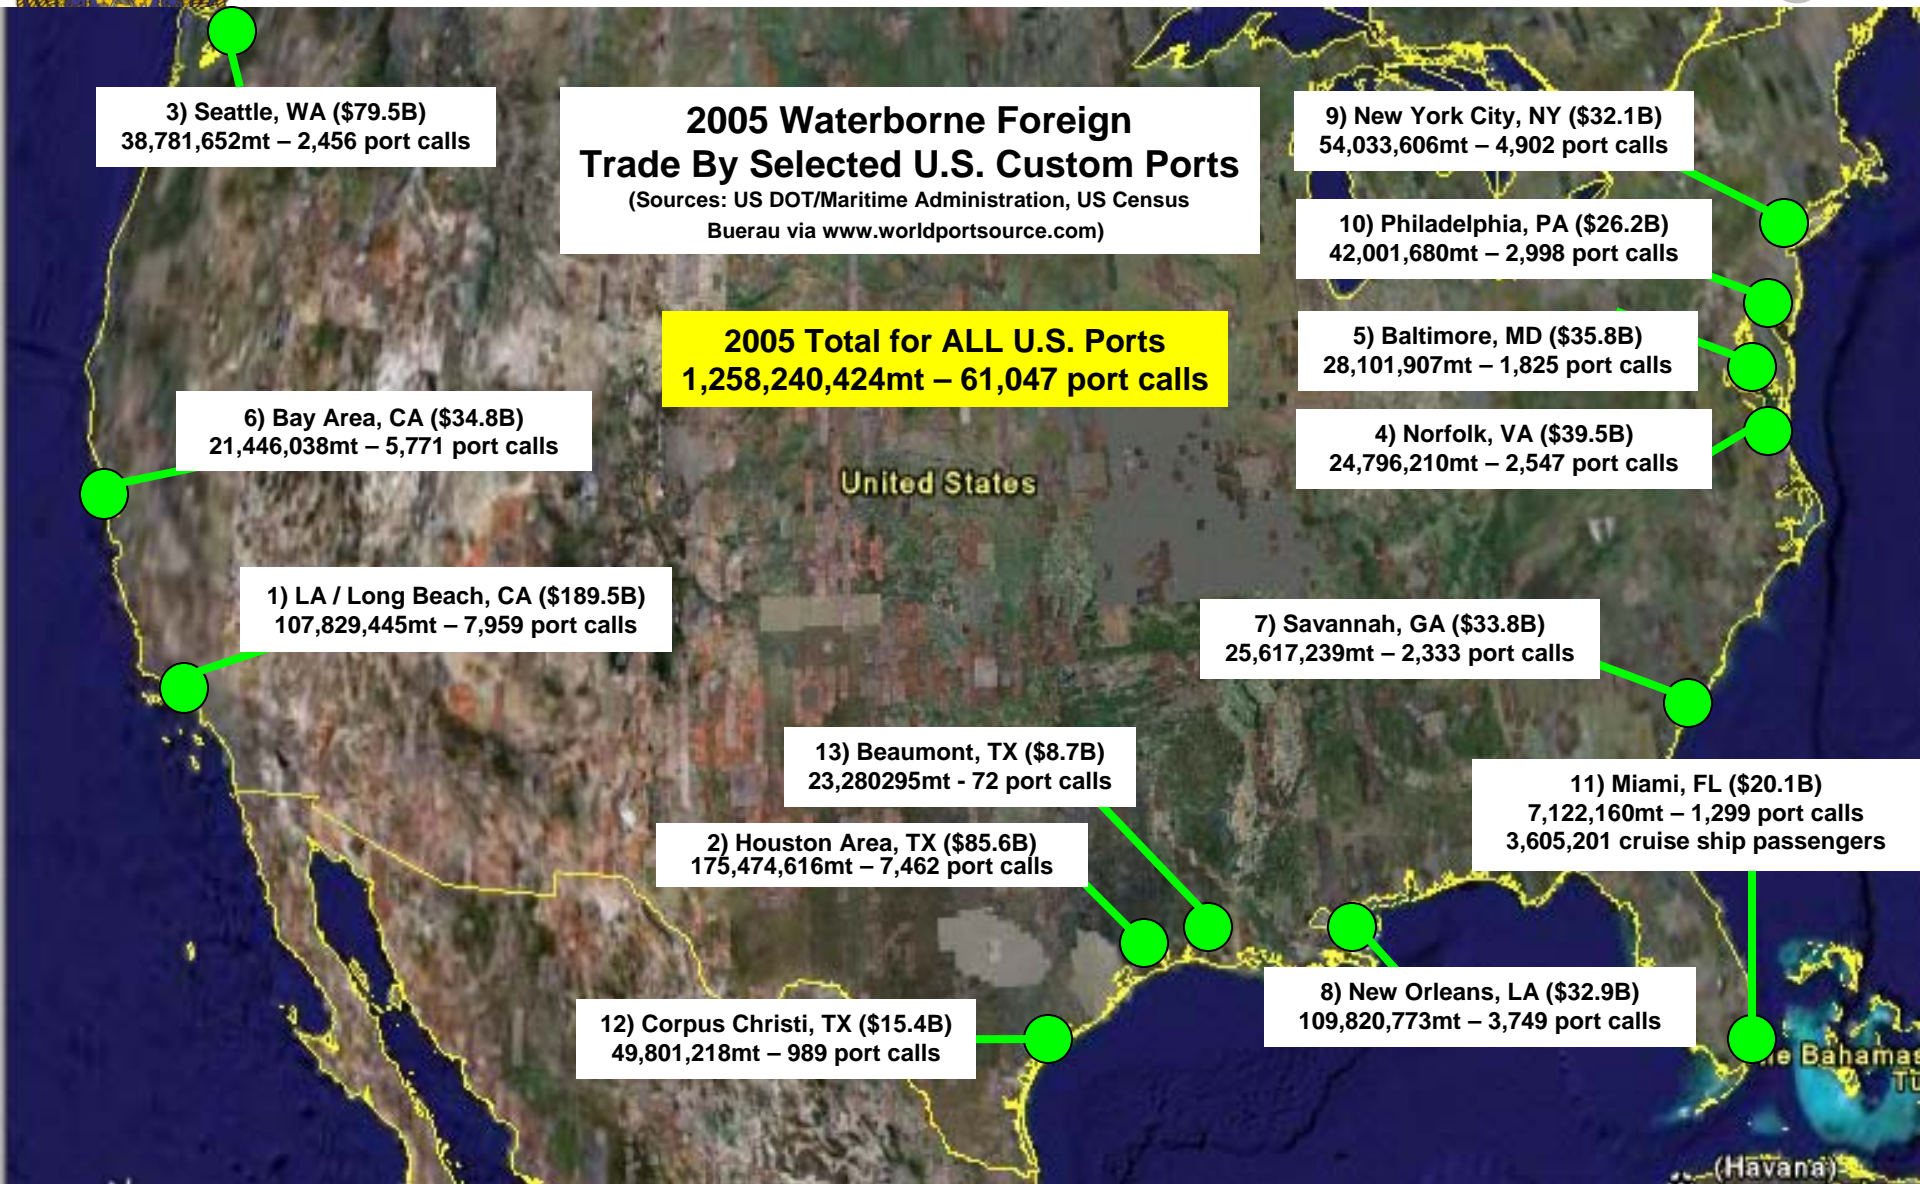 3) Seattle, WA ($79.5B)
38,781,652mt – 2,456 port calls
2005 Waterborne Foreign
Trade By Selected U.S. Custom Ports
(Sources: US DOT/Maritime Administration, US Census
Buerau via www.worldportsource.com)
9) New York City, NY ($32.1B)
54,033,606mt – 4,902 port calls
10) Philadelphia, PA ($26.2B)
42,001,680mt – 2,998 port calls
2005 Total for ALL U.S. Ports
1,258,240,424mt – 61,047 port calls
5) Baltimore, MD ($35.8B)
28,101,907mt – 1,825 port calls
6) Bay Area, CA ($34.8B)
21,446,038mt – 5,771 port calls
4) Norfolk, VA ($39.5B)
24,796,210mt – 2,547 port calls
United States
1) LA / Long Beach, CA ($189.5B)
107,829,445mt – 7,959 port calls
7) Savannah, GA ($33.8B)
25,617,239mt – 2,333 port calls
13) Beaumont, TX ($8.7B)
23,280295mt - 72 port calls
11) Miami, FL ($20.1B)
7,122,160mt – 1,299 port calls
3,605,201 cruise ship passengers
2) Houston Area, TX ($85.6B)
175,474,616mt – 7,462 port calls
8) New Orleans, LA ($32.9B)
109,820,773mt – 3,749 port calls
12) Corpus Christi, TX ($15.4B)
49,801,218mt – 989 port calls
Bahamas
(Havana)